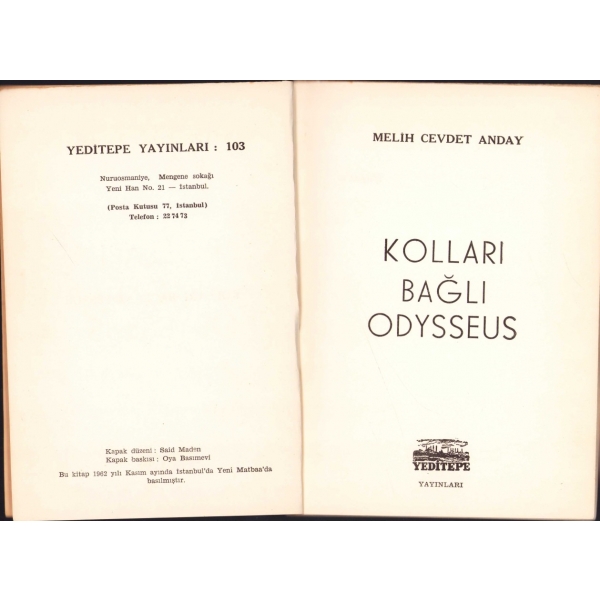 YEDİTEPE YAYINLARI : 103
Nuruosmaniye, Mengene sokağı
Yeni Han No. 21 — İstanbul.
(Posta Kutusu 77, İstanbul)
Telefon : 22 74 73
Kapak düzeni : Said Maden
Kapak baskısı : Oya Basımevi
Bu kitap 1962 yılı Kasım ayında İstanbul'da Yeni Matbaa'da
basılmıştır.
MELİH CEVDET ANDAY
KOLLARI
BAĞLI
ODYSSEUS
YEDİTEPE
YAYINLARI